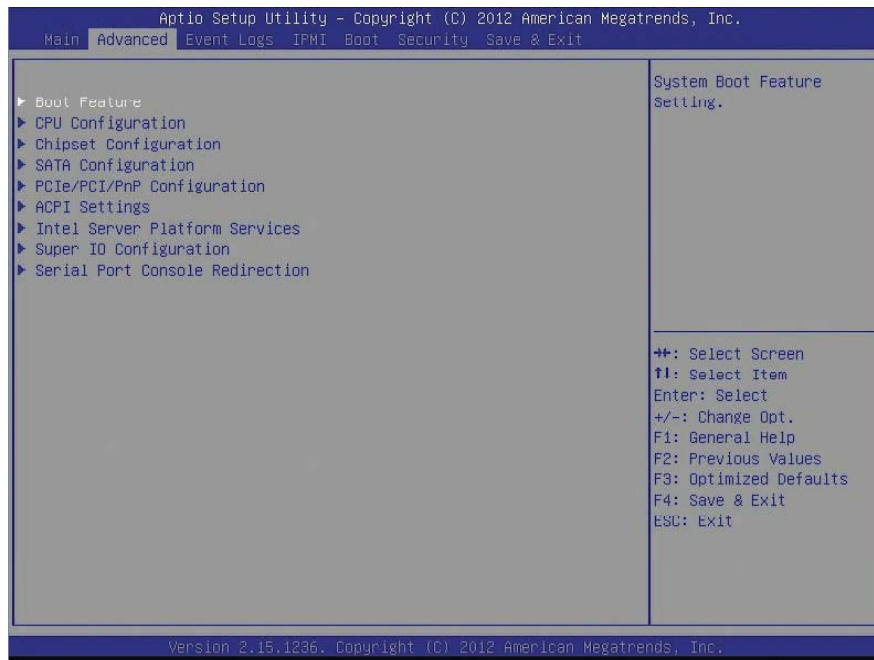 Aptio Setup Utility – Copyright (C) 2012 American Megatrends, Inc.
Main Advanced Event Logs IPMI Boot Security Save & Exit
▶ Boot Feature
▶ CPU Configuration
▶ Chipset Configuration
▶ SATA Configuration
▶ PCIe/PCI/PnP Configuration
▶ ACPI Settings
▶ Intel Server Platform Services
▶ Super IO Configuration
▶ Serial Port Console Redirection
System Boot Feature
Setting.
→←: Select Screen
↑↓: Select Item
Enter: Select
+/-: Change Opt.
F1: General Help
F2: Previous Values
F3: Optimized Defaults
F4: Save & Exit
ESC: Exit
Version 2.15.1236. Copyright (C) 2012 American Megatrends, Inc.